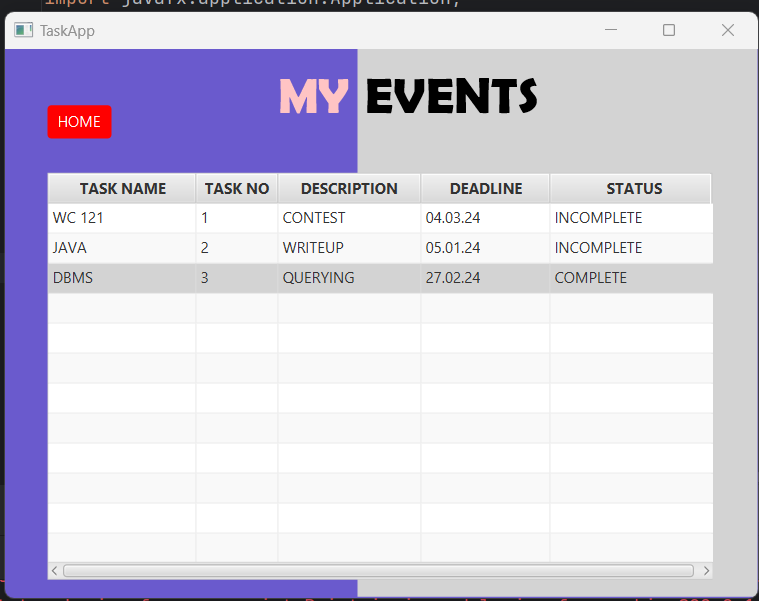 import javafx.application.Application;
TaskApp
MY EVENTS
HOME
TASK NAME TASK NO DESCRIPTION DEADLINE STATUS
WC 121 1 CONTEST 04.03.24 INCOMPLETE
JAVA 2 WRITEUP 05.01.24 INCOMPLETE
DBMS 3 QUERYING 27.02.24 COMPLETE